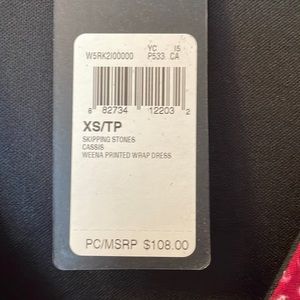 YC IS
W5RK2I00000 P533 CA
8 82734 12203 2
XS/TP
SKIPPING STONES
CASSIS
WEENA PRINTED WRAP DRESS
PC/MSRP $108.00